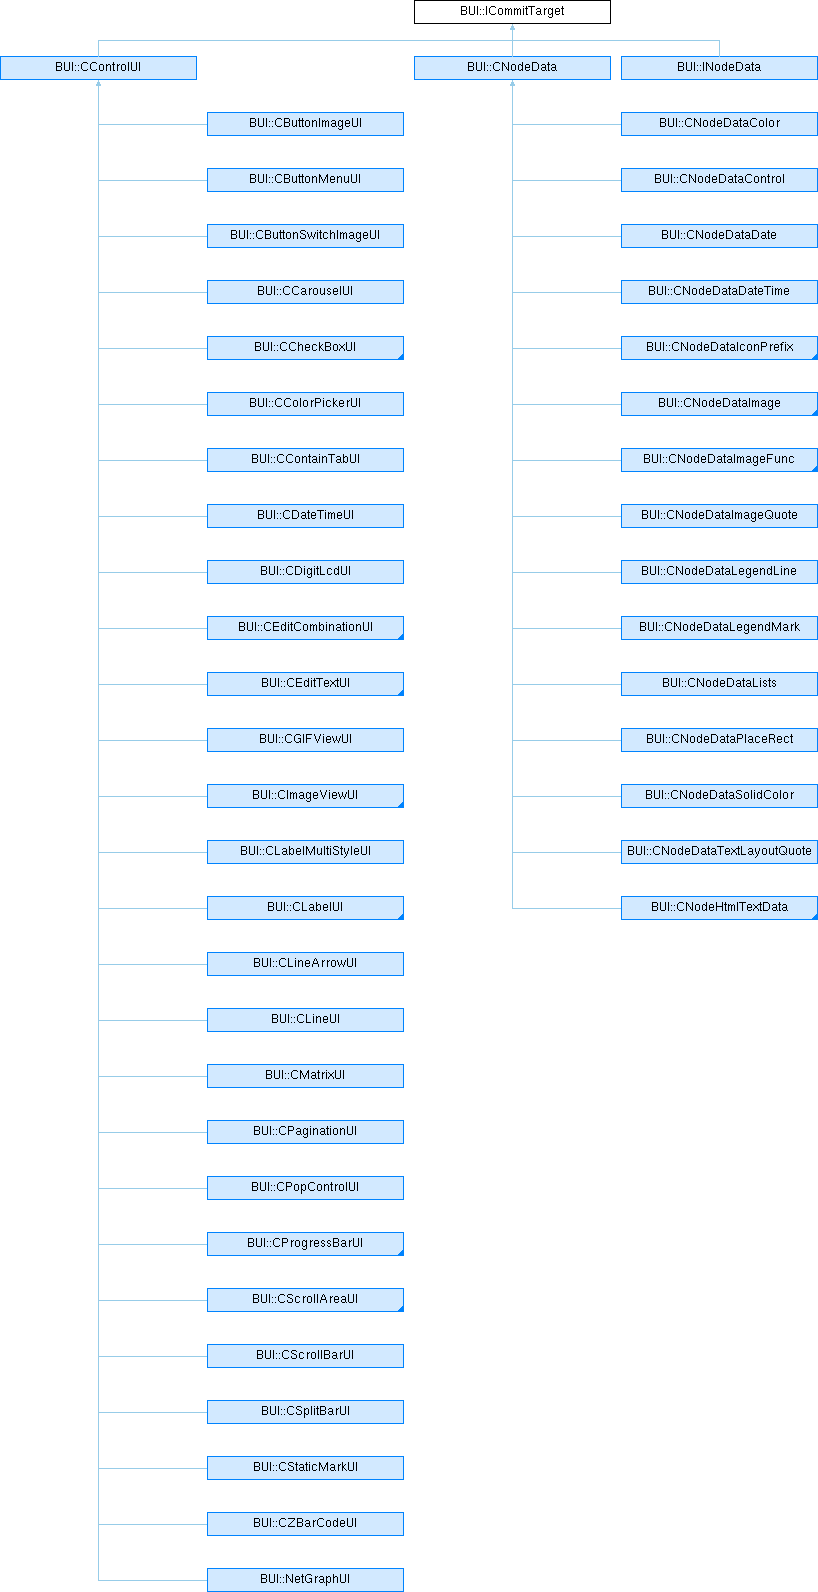 BUI::ICommitTarget
BUI::CControlUI
BUI::CNodeData
BUI::INodeData
BUI::CButtonImageUI
BUI::CNodeDataColor
BUI::CButtonMenuUI
BUI::CNodeDataControl
BUI::CButtonSwitchImageUI
BUI::CNodeDataDate
BUI::CCarouselUI
BUI::CNodeDataDateTime
BUI::CCheckBoxUI
BUI::CNodeDataIconPrefix
BUI::CColorPickerUI
BUI::CNodeDataImage
BUI::CContainTabUI
BUI::CNodeDataImageFunc
BUI::CDateTimeUI
BUI::CNodeDataImageQuote
BUI::CDigitLcdUI
BUI::CNodeDataLegendLine
BUI::CEditCombinationUI
BUI::CNodeDataLegendMark
BUI::CEditTextUI
BUI::CNodeDataLists
BUI::CGIFViewUI
BUI::CNodeDataPlaceRect
BUI::CImageViewUI
BUI::CNodeDataSolidColor
BUI::CLabelMultiStyleUI
BUI::CNodeDataTextLayoutQuote
BUI::CLabelUI
BUI::CNodeHtmlTextData
BUI::CLineArrowUI
BUI::CLineUI
BUI::CMatrixUI
BUI::CPaginationUI
BUI::CPopControlUI
BUI::CProgressBarUI
BUI::CScrollAreaUI
BUI::CScrollBarUI
BUI::CSplitBarUI
BUI::CStaticMarkUI
BUI::CZBarCodeUI
BUI::NetGraphUI